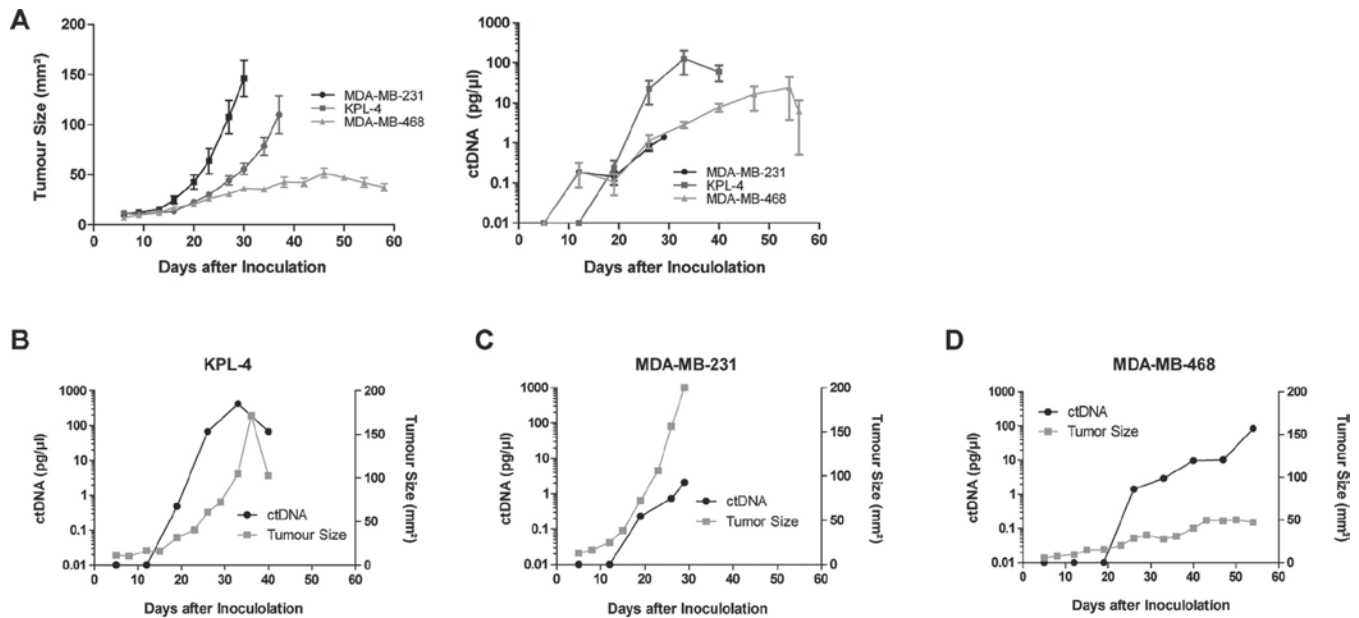 A
Tumour Size (mm²)
200
150
100
50
0
0 10 20 30 40 50 60
Days after Inoculation
MDA-MB-231
KPL-4
MDA-MB-468
ctDNA (pg/µl)
1000
100
10
1
0.1
0.01
0 10 20 30 40 50 60
Days after Inoculolation
MDA-MB-231
KPL-4
MDA-MB-468
B
KPL-4
ctDNA (pg/µl)
1000
100
10
1
0.1
0.01
0 10 20 30 40 50 60
Days after Inoculolation
200
150
100
50
0
Tumour Size (mm²)
ctDNA
Tumour Size
C
MDA-MB-231
ctDNA (pg/µl)
1000
100
10
1
0.1
0.01
0 10 20 30 40 50 60
Days after Inoculolation
200
150
100
50
0
Tumour Size (mm²)
ctDNA
Tumor Size
D
MDA-MB-468
ctDNA (pg/µl)
1000
100
10
1
0.1
0.01
0 10 20 30 40 50 60
Days after Inoculolation
200
150
100
50
0
Tumour Size (mm²)
ctDNA
Tumor Size